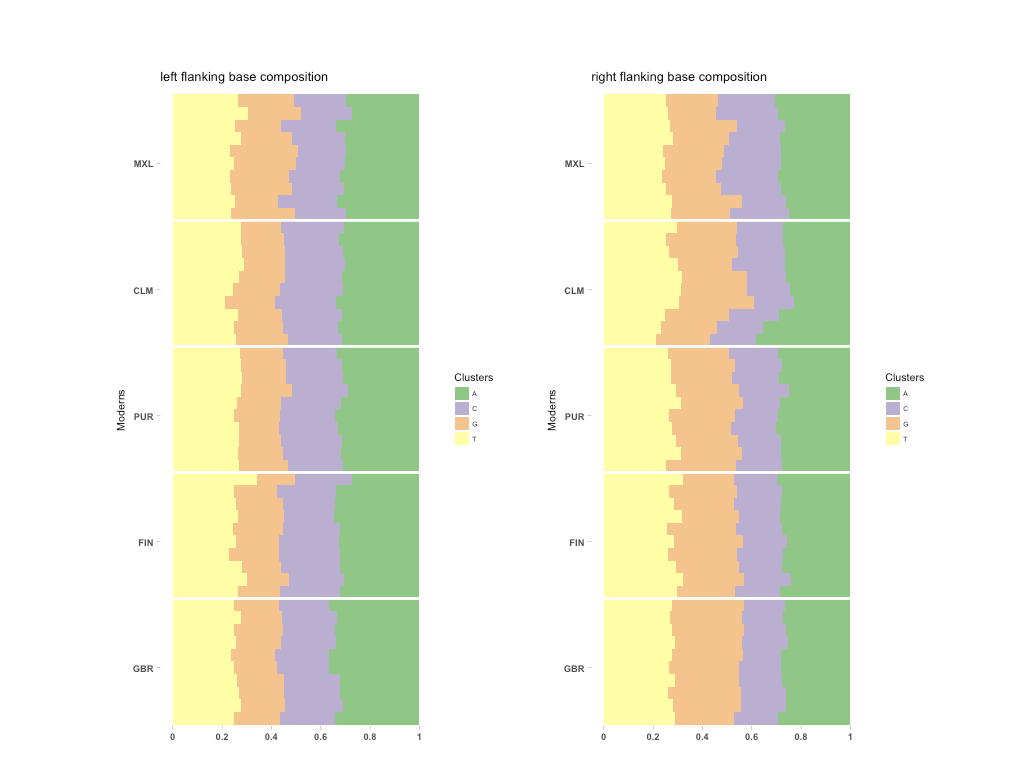 left flanking base composition
MXL
CLM
PUR
FIN
GBR
Moderns
0 0.2 0.4 0.6 0.8 1
Clusters
A
C
G
T
right flanking base composition
MXL
CLM
PUR
FIN
GBR
Moderns
0 0.2 0.4 0.6 0.8 1
Clusters
A
C
G
T